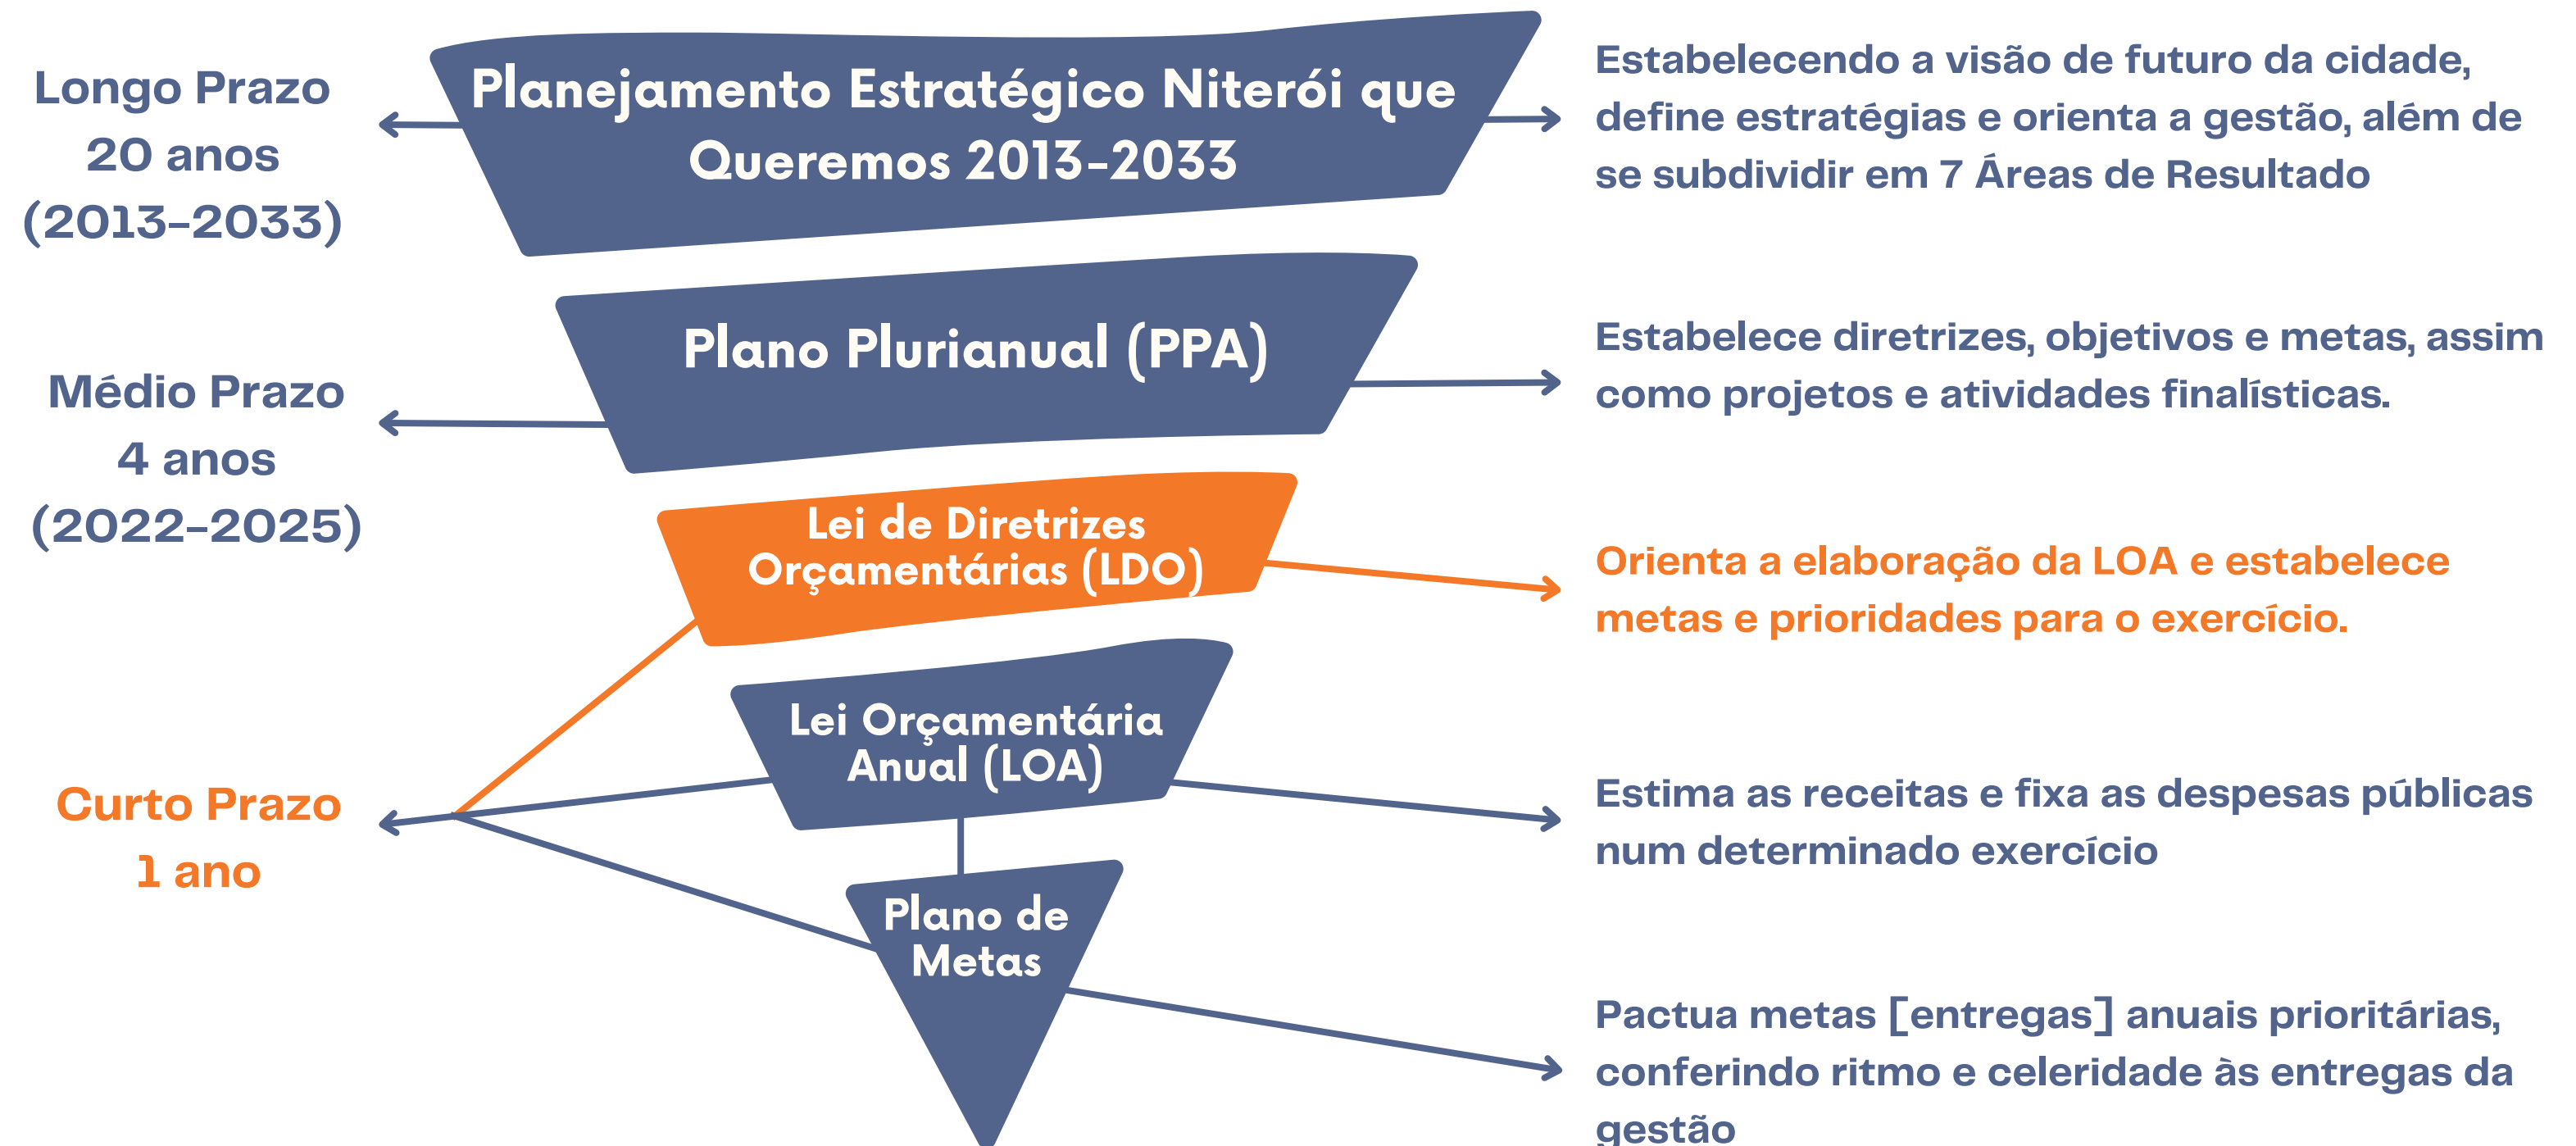 Longo Prazo
20 anos
(2013-2033)
Planejamento Estratégico Niterói que
Queremos 2013-2033
Estabelecendo a visão de futuro da cidade,
define estratégias e orienta a gestão, além de
se subdividir em 7 Áreas de Resultado
Médio Prazo
4 anos
(2022-2025)
Plano Plurianual (PPA)
Estabelece diretrizes, objetivos e metas, assim
como projetos e atividades finalísticas.
Lei de Diretrizes
Orçamentárias (LDO)
Orienta a elaboração da LOA e estabelece
metas e prioridades para o exercício.
Curto Prazo
1 ano
Lei Orçamentária
Anual (LOA)
Estima as receitas e fixa as despesas públicas
num determinado exercício
Plano de
Metas
Pactua metas [entregas] anuais prioritárias,
conferindo ritmo e celeridade às entregas da
gestão